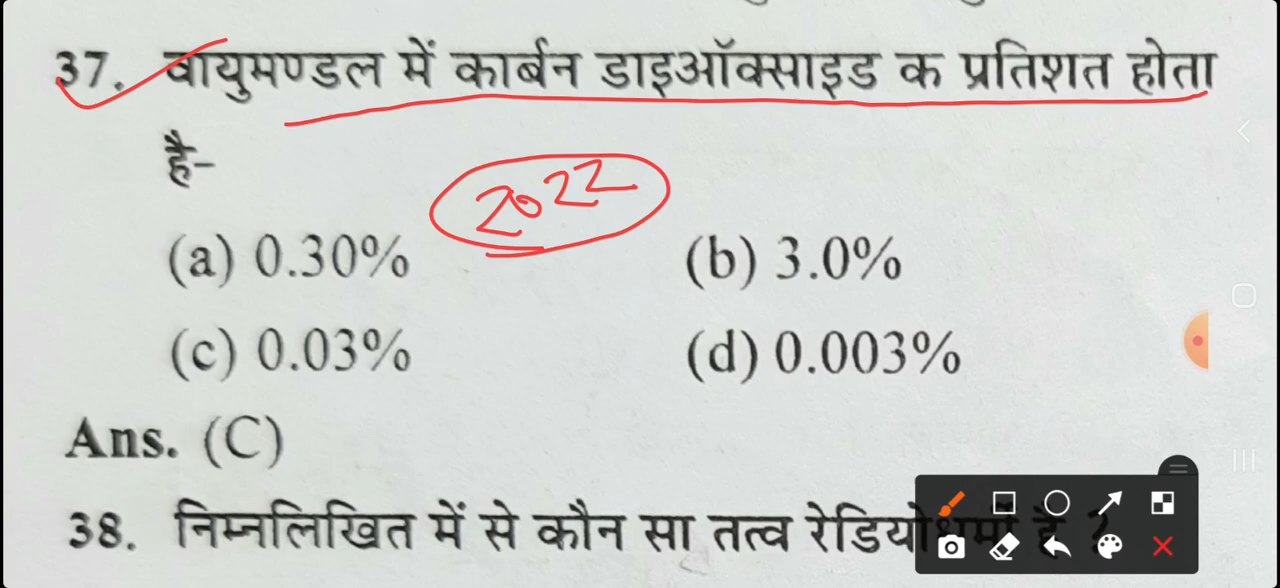 37. वायुमण्डल में कार्बन डाइऑक्साइड क प्रतिशत होता
है-
2022
(a) 0.30% (b) 3.0%
(c) 0.03% (d) 0.003%
Ans. (C)
38. निम्नलिखित में से कौन सा तत्व रेडियोधर्मी है ?